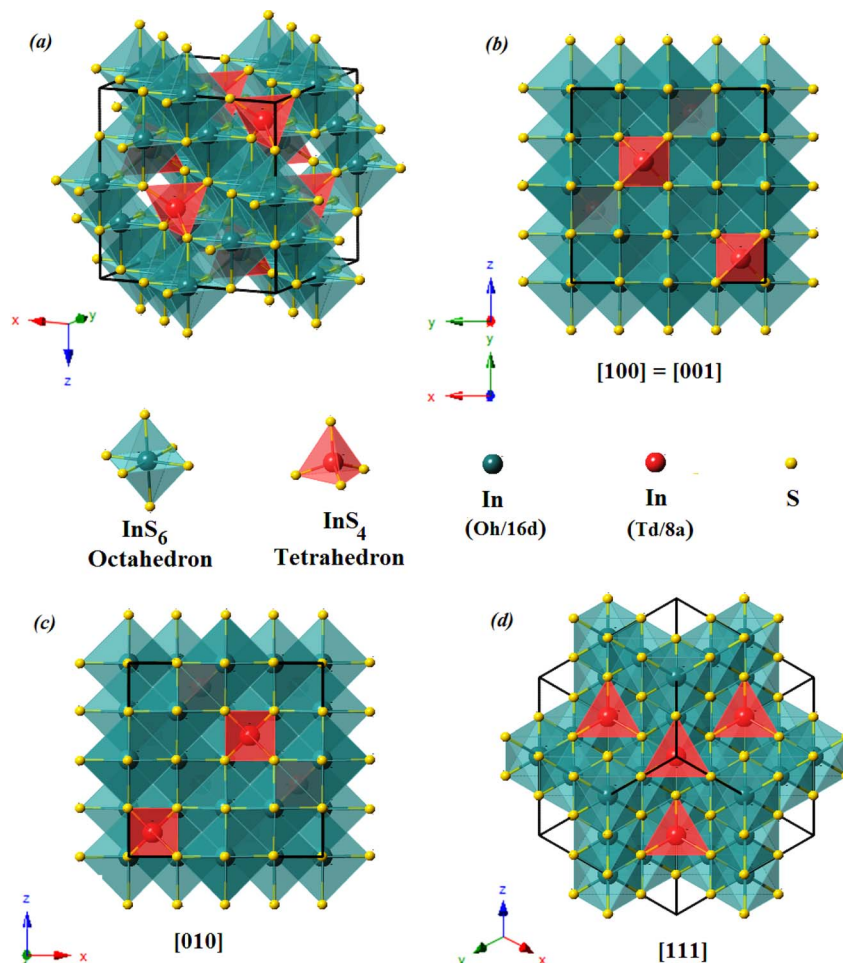 (a)
x
y
z
(b)
z
y
x
y
x
z
[100] = [001]
InS6
Octahedron
InS4
Tetrahedron
In
(Oh/16d)
In
(Td/8a)
S
(c)
z
y
x
[010]
(d)
z
y
x
[111]